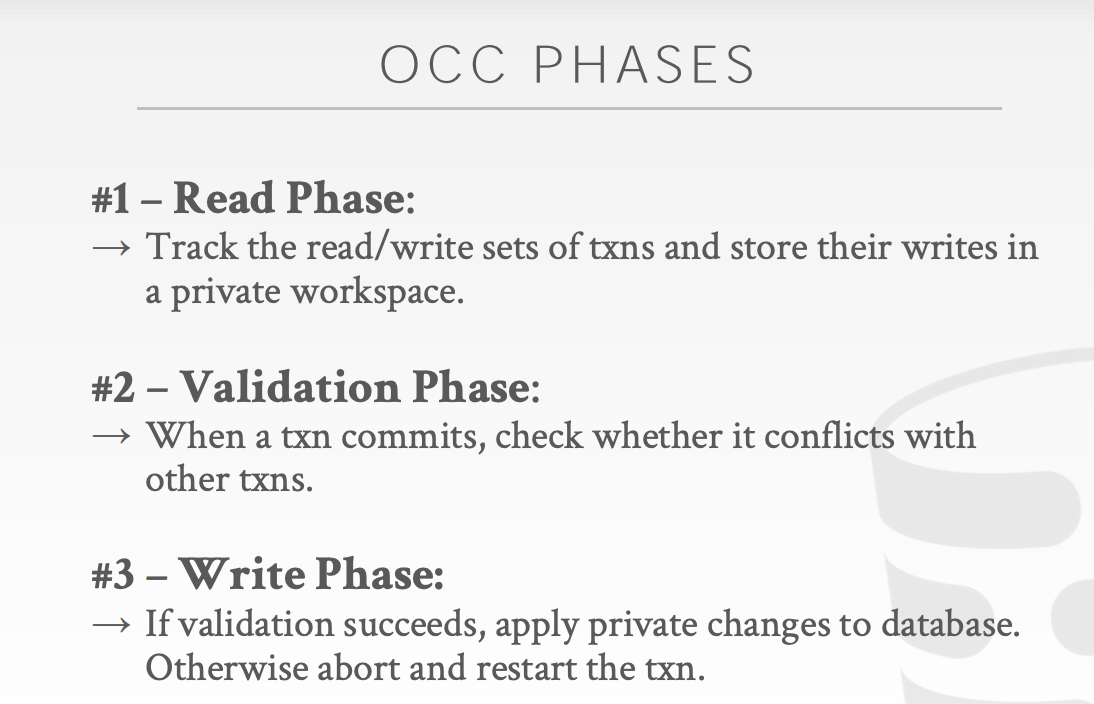 OCC PHASES
#1 – Read Phase:
→ Track the read/write sets of txns and store their writes in
a private workspace.
#2 – Validation Phase:
→ When a txn commits, check whether it conflicts with
other txns.
#3 – Write Phase:
→ If validation succeeds, apply private changes to database.
Otherwise abort and restart the txn.